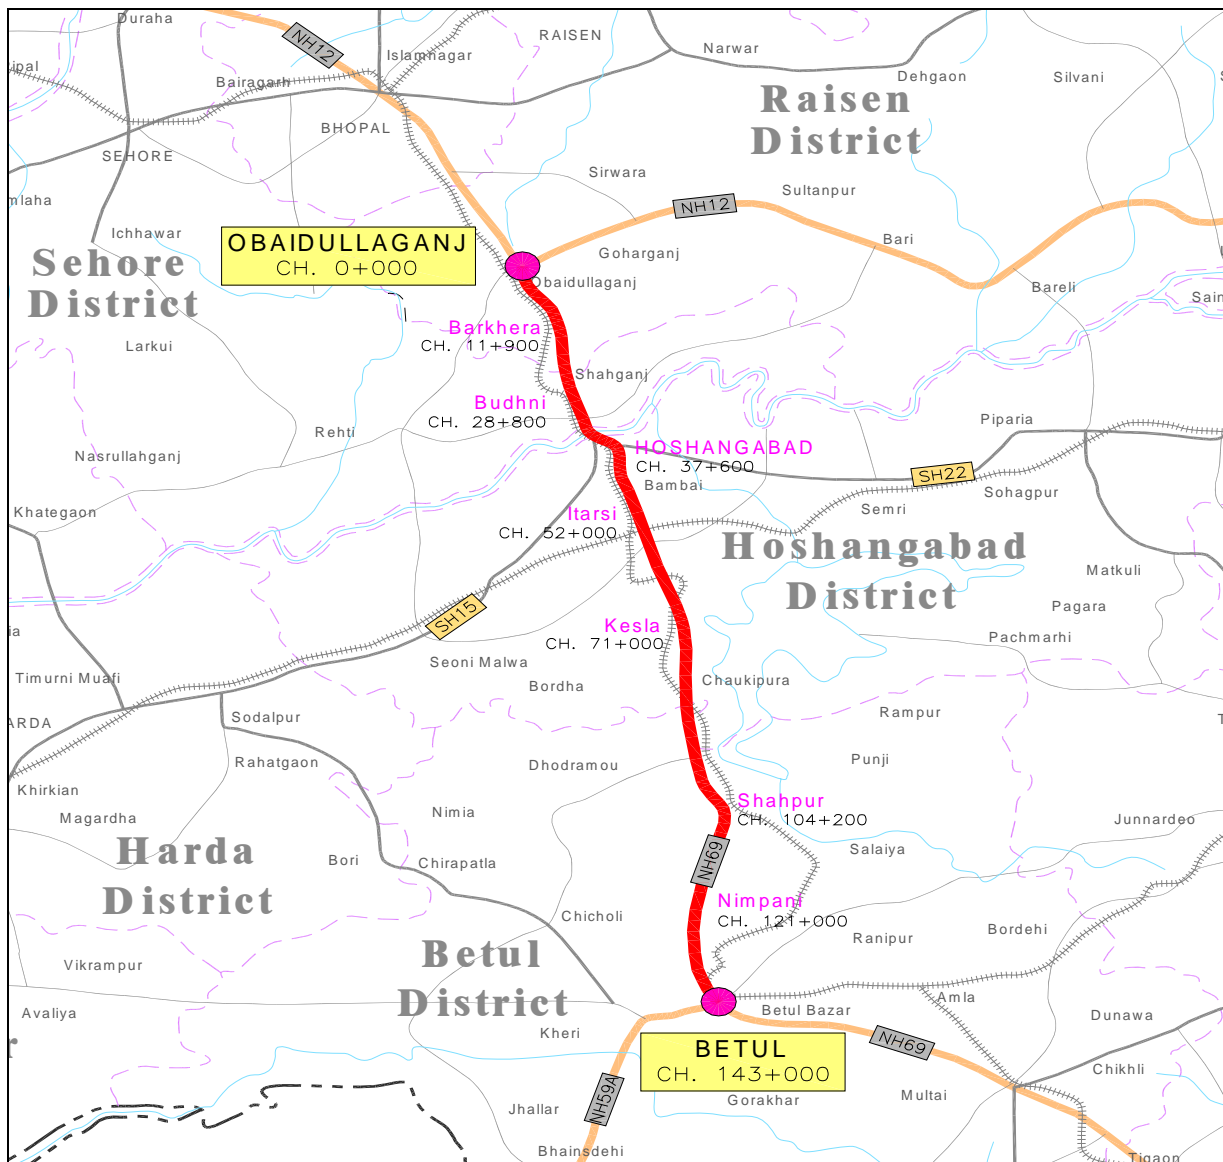 Duraha
NH12
Islamnagar
RAISEN
Narwar
Dehgaon
Silvani
ipal
Bairagarh
Raisen
District
BHOPAL
SEHORE
Sirwara
Sultanpur
mlaha
NH12
Ichhawar
OBAIDULLAGANJ
CH. 0+000
Goharganj
Bari
Sehore
District
Obaidullaganj
Bareli
Sain
Barkhera
CH. 11+900
Larkui
Shahganj
Budhni
CH. 28+800
Rehti
Piparia
Nasrullahganj
HOSHANGABAD
CH. 37+600
Bambai
SH22
Sohagpur
Semri
Khategaon
Itarsi
CH. 52+000
Hoshangabad
District
Matkuli
Pagara
SH15
ia
Kesla
CH. 71+000
Pachmarhi
Seoni Malwa
Timurni Muafi
Bordha
Chaukipura
Rampur
ARDA
Sodalpur
Rahatgaon
Dhodramou
Punji
Khirkian
Magardha
Nimia
Shahpur
CH. 104+200
Junnardeo
Harda
District
Bori
Chirapatla
NH69
Salaiya
Nimpani
CH. 121+000
Chicholi
Ranipur
Bordehi
Betul
District
Vikrampur
Amla
Avaliya
Betul Bazar
Dunawa
Kheri
NH69
r
BETUL
CH. 143+000
Chikhli
NH59A
Jhallar
Gorakhar
Multai
Bhainsdehi
Tigaon